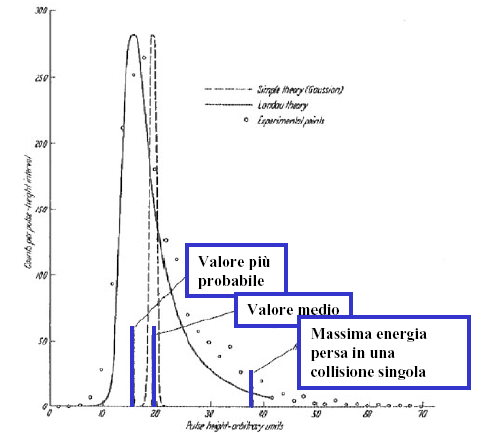 300
250
200
150
100
50
0
Counts per pulse-height interval
Simple theory (Gaussian)
Landau theory
Experimental points
Valore più
probabile
Valore medio
Massima energia
persa in una
collisione singola
0 10 20 30 40 50 60 70
Pulse height-arbitrary units